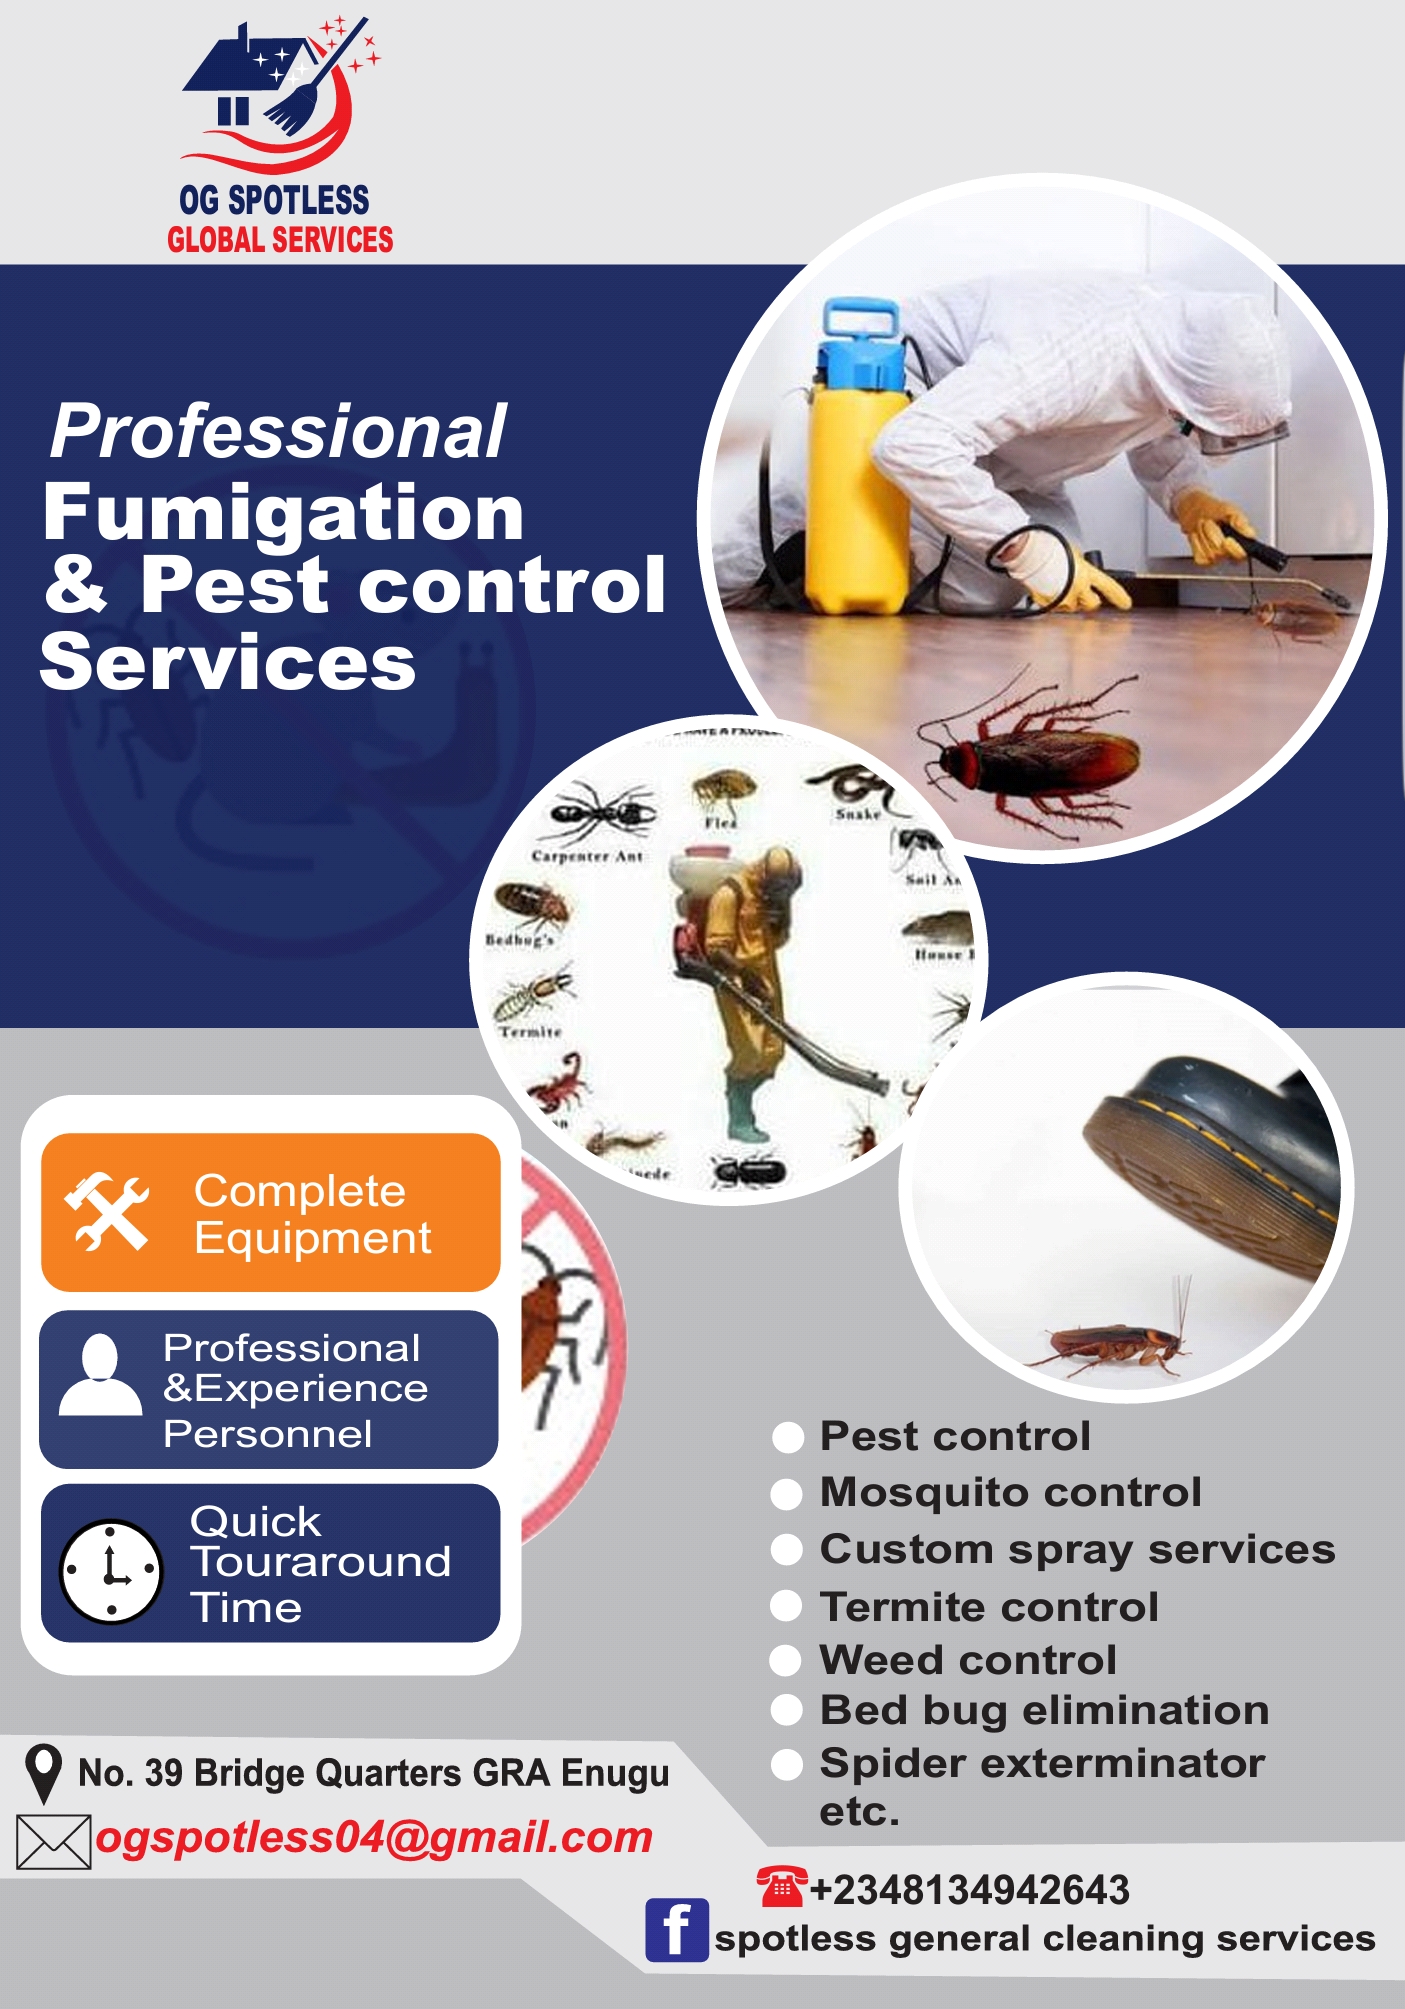 OG SPOTLESS
GLOBAL SERVICES
Professional
Fumigation
& Pest control
Services
Flea
Snake
Carpenter Ant
Soil
Bedbug's
House
Termite
Complete
Equipment
Professional
&Experience
Personnel
Quick
Touraround
Time
Pest control
Mosquito control
Custom spray services
Termite control
Weed control
Bed bug elimination
Spider exterminator
etc.
No. 39 Bridge Quarters GRA Enugu
ogspotless04@gmail.com
+2348134942643
f spotless general cleaning services